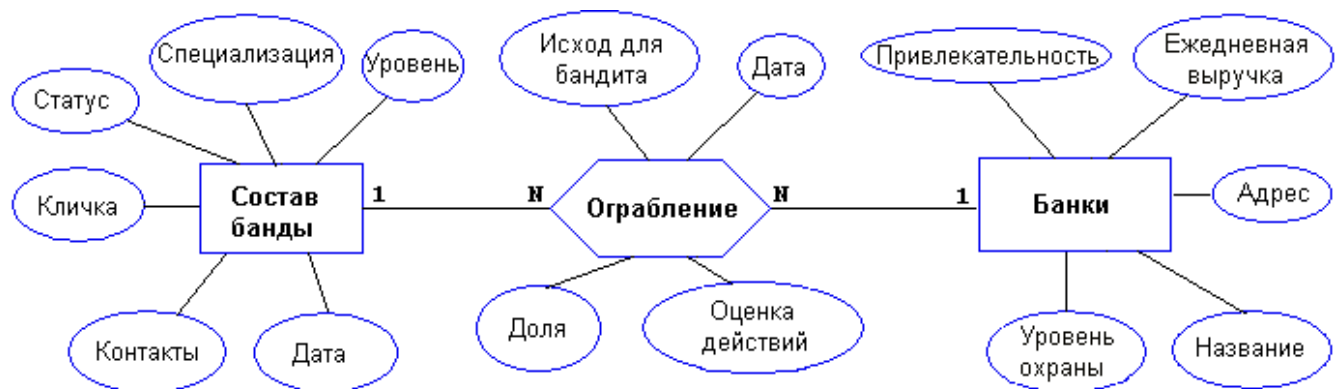 Специализация
Уровень
Статус
Кличка
Состав
банды
Контакты
Дата
1
N
Исход для
бандита
Дата
Ограбление
Доля
Оценка
действий
N
1
Привлекательность
Ежедневная
выручка
Банки
Адрес
Уровень
охраны
Название